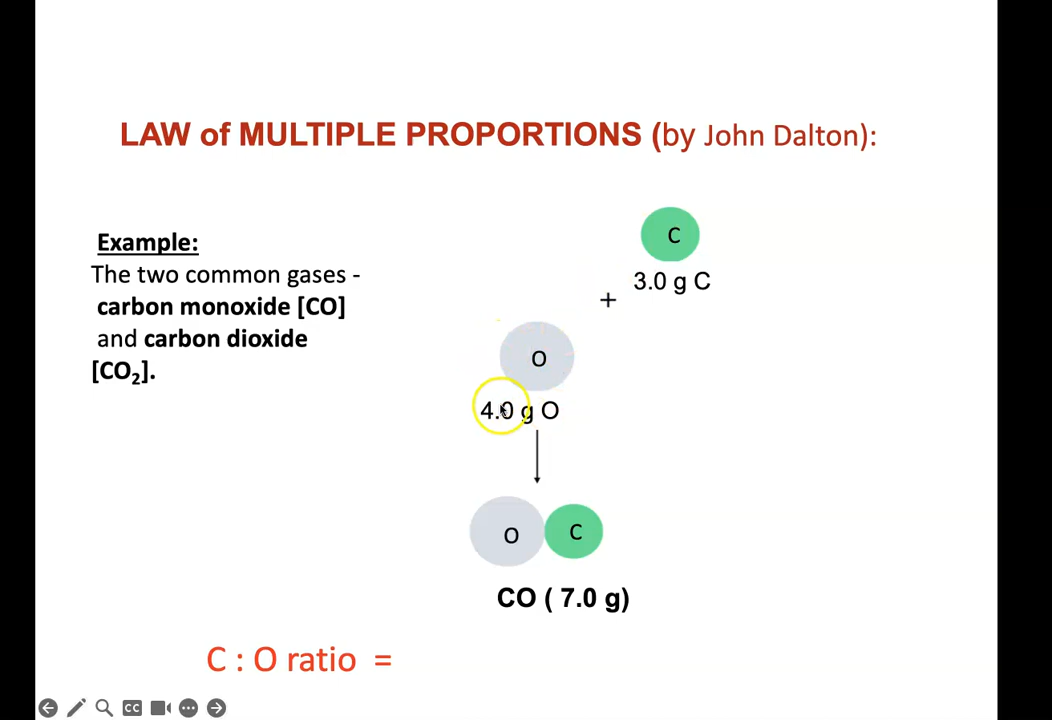 LAW of MULTIPLE PROPORTIONS (by John Dalton):
Example:
The two common gases -
carbon monoxide [CO]
and carbon dioxide
[CO₂].
C
3.0 g C
+
O
4.0 g O
O C
CO ( 7.0 g)
C : O ratio =
CC